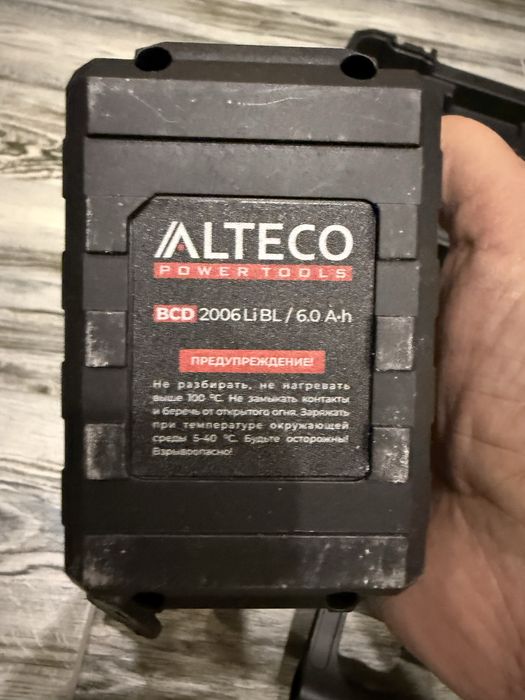 ALTECO
POWER TOOLS
BCD 2006 Li BL / 6.0 A·h
ПРЕДУПРЕЖДЕНИЕ!
Не разбирать, не нагревать
выше 100 °C. Не замыкать контакты
и беречь от открытого огня. Заряжать
при температуре окружающей
среды 5-40 °C. Будьте осторожны!
Взрывоопасно!